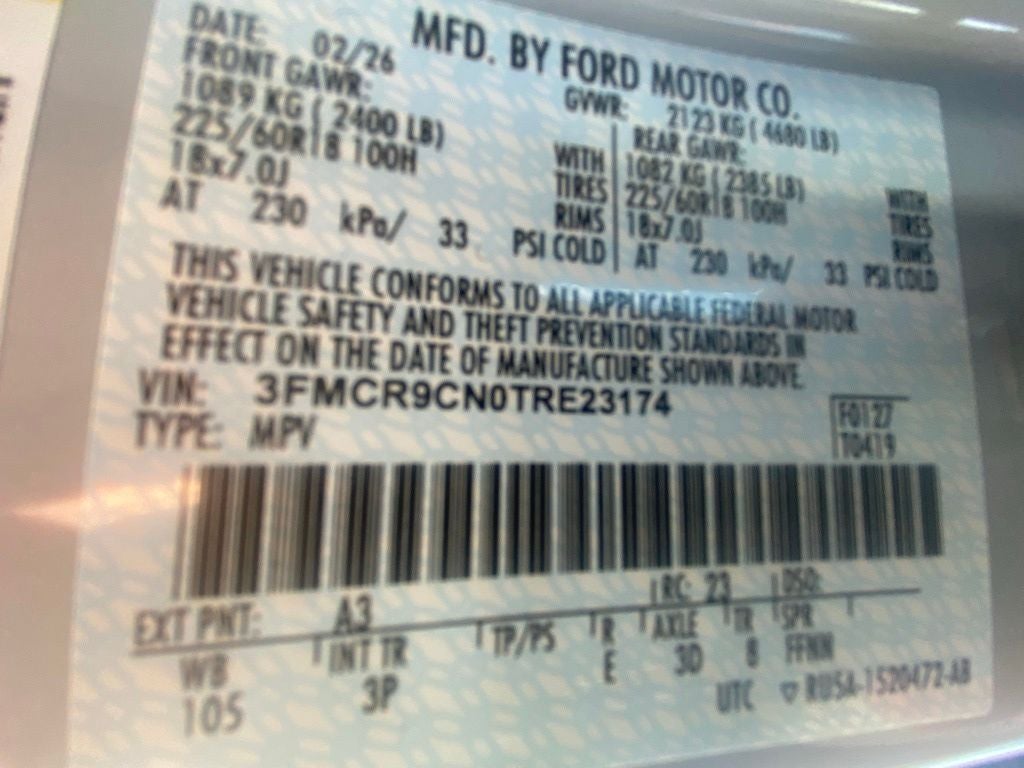 MFD. BY FORD MOTOR CO.
DATE: 02/26 GVWR: 2123 KG ( 4680 LB)
FRONT GAWR: REAR GAWR:
1089 KG ( 2400 LB) WITH 1082 KG ( 2385 LB) WITH
225/60R18 100H TIRES 225/60R18 100H TIRES
18x7.0J RIMS 18x7.0J RIMS
AT 230 kPa/ 33 PSI COLD AT 230 kPa/ 33 PSI COLD
THIS VEHICLE CONFORMS TO ALL APPLICABLE FEDERAL MOTOR
VEHICLE SAFETY AND THEFT PREVENTION STANDARDS IN
EFFECT ON THE DATE OF MANUFACTURE SHOWN ABOVE.
VIN: 3FMCR9CN0TRE23174
TYPE: MPV
F0127
T0419
EXT PNT: A3 RC: 23 DSO:
WB INT TR TP/PS R AXLE TR SPR
105 3P E 3D 8 FFNN
UTC RU5A-1520472-AB